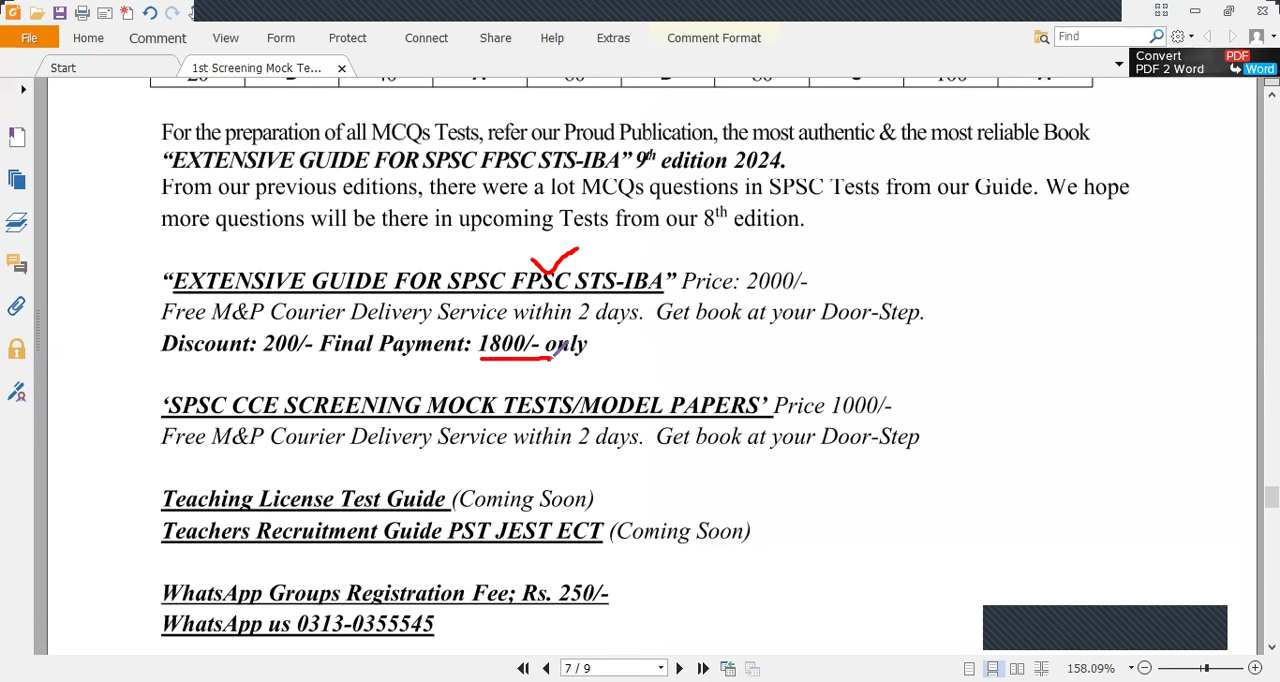 File Home Comment View Form Protect Connect Share Help Extras Comment Format Find
Start 1st Screening Mock Te... Convert PDF
PDF 2 Word Word
For the preparation of all MCQs Tests, refer our Proud Publication, the most authentic & the most reliable Book
“EXTENSIVE GUIDE FOR SPSC FPSC STS-IBA” 9th edition 2024.
From our previous editions, there were a lot MCQs questions in SPSC Tests from our Guide. We hope
more questions will be there in upcoming Tests from our 8th edition.
“EXTENSIVE GUIDE FOR SPSC FPSC STS-IBA” Price: 2000/-
Free M&P Courier Delivery Service within 2 days. Get book at your Door-Step.
Discount: 200/- Final Payment: 1800/- only
‘SPSC CCE SCREENING MOCK TESTS/MODEL PAPERS’ Price 1000/-
Free M&P Courier Delivery Service within 2 days. Get book at your Door-Step
Teaching License Test Guide (Coming Soon)
Teachers Recruitment Guide PST JEST ECT (Coming Soon)
WhatsApp Groups Registration Fee; Rs. 250/-
WhatsApp us 0313-0355545
7 / 9 158.09%